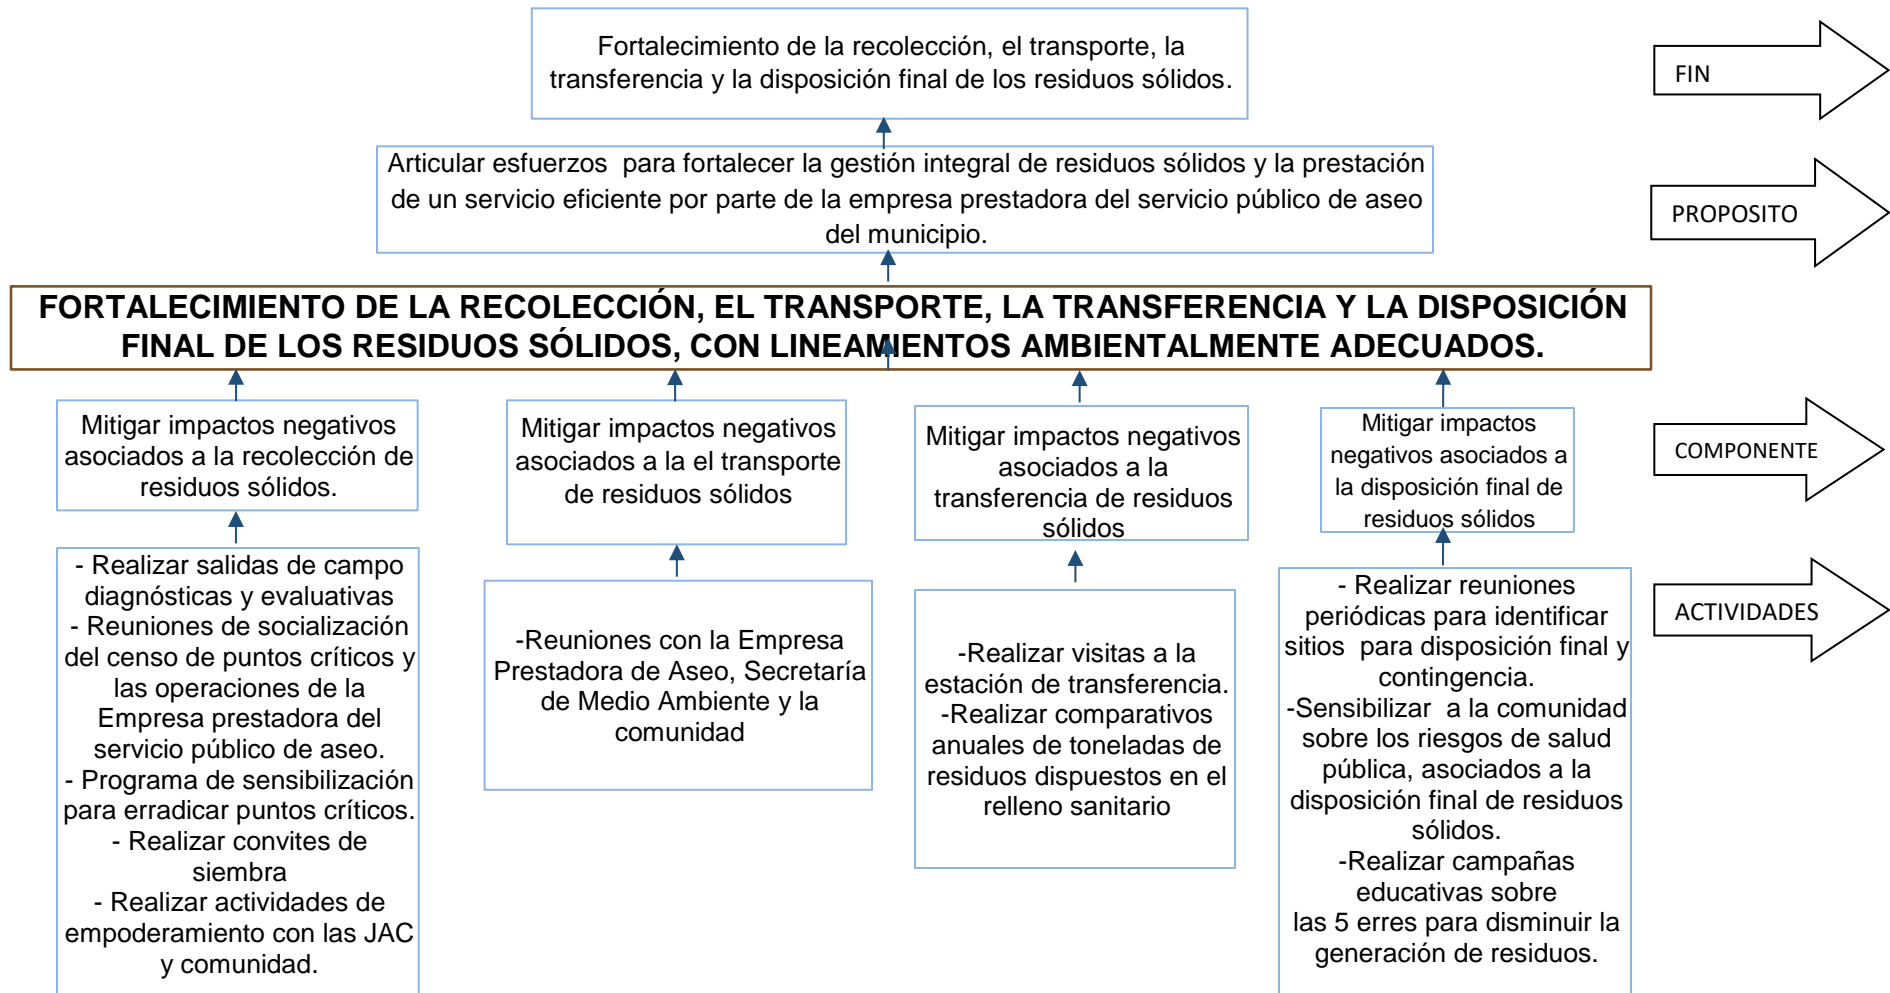 Fortalecimiento de la recolección, el transporte, la
transferencia y la disposición final de los residuos sólidos.
FIN
Articular esfuerzos  para fortalecer la gestión integral de residuos sólidos y la prestación
de un servicio eficiente por parte de la empresa prestadora del servicio público de aseo
del municipio.
PROPOSITO
FORTALECIMIENTO DE LA RECOLECCIÓN, EL TRANSPORTE, LA TRANSFERENCIA Y LA DISPOSICIÓN
FINAL DE LOS RESIDUOS SÓLIDOS, CON LINEAMIENTOS AMBIENTALMENTE ADECUADOS.
Mitigar impactos negativos
asociados a la recolección de
residuos sólidos.
Mitigar impactos negativos
asociados a la el transporte
de residuos sólidos
Mitigar impactos negativos
asociados a la
transferencia de residuos
sólidos
Mitigar impactos
negativos asociados a
la disposición final de
residuos sólidos
COMPONENTE
- Realizar salidas de campo
diagnósticas y evaluativas
- Reuniones de socialización
del censo de puntos críticos y
las operaciones de la
Empresa prestadora del
servicio público de aseo.
- Programa de sensibilización
para erradicar puntos críticos.
- Realizar convites de
siembra
- Realizar actividades de
empoderamiento con las JAC
y comunidad.
-Reuniones con la Empresa
Prestadora de Aseo, Secretaría
de Medio Ambiente y la
comunidad
-Realizar visitas a la
estación de transferencia.
-Realizar comparativos
anuales de toneladas de
residuos dispuestos en el
relleno sanitario
- Realizar reuniones
periódicas para identificar
sitios  para disposición final y
contingencia.
-Sensibilizar  a la comunidad
sobre los riesgos de salud
pública, asociados a la
disposición final de residuos
sólidos.
-Realizar campañas
educativas sobre
las 5 erres para disminuir la
generación de residuos.
ACTIVIDADES